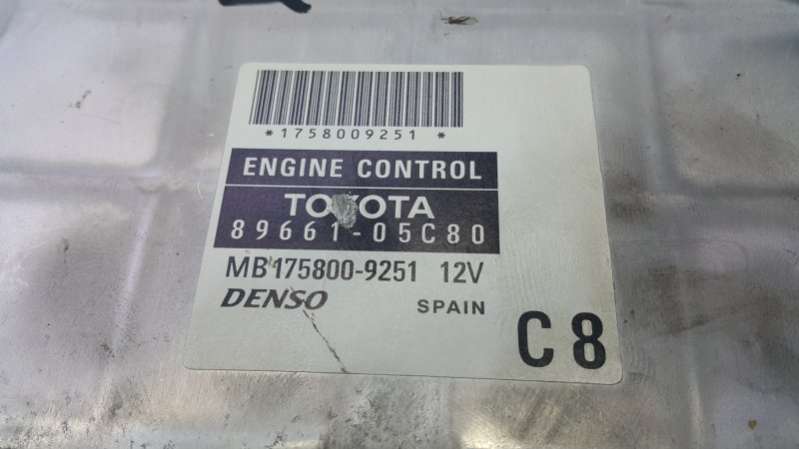 *1758009251*
ENGINE CONTROL
TOYOTA
89661-05C80
MB175800-9251 12V
DENSO SPAIN
C8